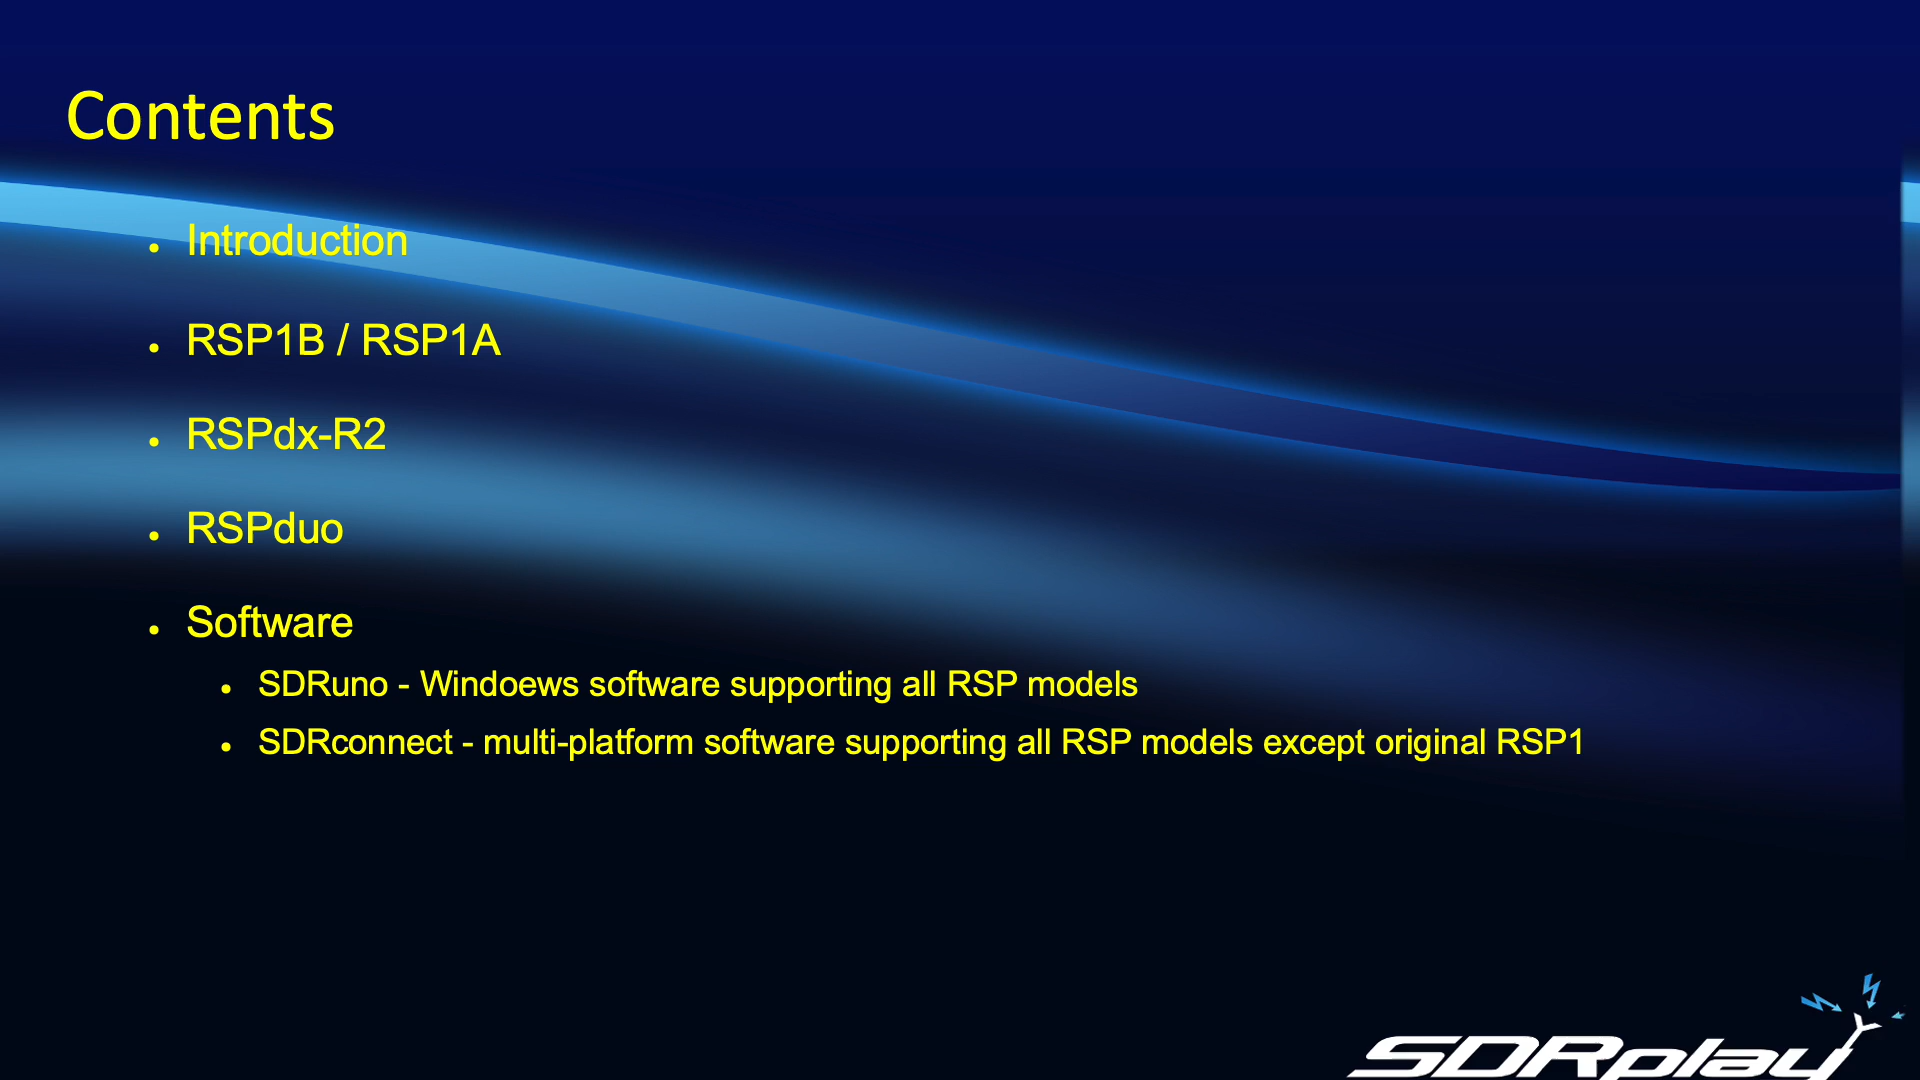 Contents
• Introduction
• RSP1B / RSP1A
• RSPdx-R2
• RSPduo
• Software
• SDRuno - Windoews software supporting all RSP models
• SDRconnect - multi-platform software supporting all RSP models except original RSP1
SDRplay